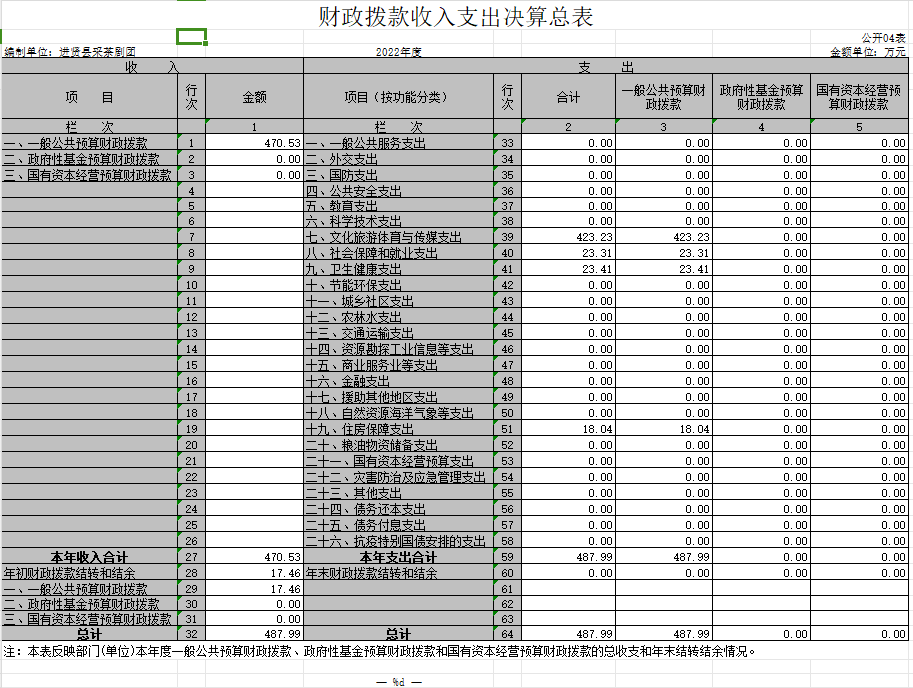 财政拨款收入支出决算总表
公开04表
编制单位：进贤县采茶剧团 2022年度 金额单位：万元
收 入 支 出
项 目 行次 金额 项目（按功能分类） 行次 合计 一般公共预算财政拨款 政府性基金预算财政拨款 国有资本经营预算财政拨款
栏 次 1 栏 次 2 3 4 5
一、一般公共预算财政拨款 1 470.53 一、一般公共服务支出 33 0.00 0.00 0.00 0.00
二、政府性基金预算财政拨款 2 0.00 二、外交支出 34 0.00 0.00 0.00 0.00
三、国有资本经营预算财政拨款 3 0.00 三、国防支出 35 0.00 0.00 0.00 0.00
4 四、公共安全支出 36 0.00 0.00 0.00 0.00
5 五、教育支出 37 0.00 0.00 0.00 0.00
6 六、科学技术支出 38 0.00 0.00 0.00 0.00
7 七、文化旅游体育与传媒支出 39 423.23 423.23 0.00 0.00
8 八、社会保障和就业支出 40 23.31 23.31 0.00 0.00
9 九、卫生健康支出 41 23.41 23.41 0.00 0.00
10 十、节能环保支出 42 0.00 0.00 0.00 0.00
11 十一、城乡社区支出 43 0.00 0.00 0.00 0.00
12 十二、农林水支出 44 0.00 0.00 0.00 0.00
13 十三、交通运输支出 45 0.00 0.00 0.00 0.00
14 十四、资源勘探工业信息等支出 46 0.00 0.00 0.00 0.00
15 十五、商业服务业等支出 47 0.00 0.00 0.00 0.00
16 十六、金融支出 48 0.00 0.00 0.00 0.00
17 十七、援助其他地区支出 49 0.00 0.00 0.00 0.00
18 十八、自然资源海洋气象等支出 50 0.00 0.00 0.00 0.00
19 十九、住房保障支出 51 18.04 18.04 0.00 0.00
20 二十、粮油物资储备支出 52 0.00 0.00 0.00 0.00
21 二十一、国有资本经营预算支出 53 0.00 0.00 0.00 0.00
22 二十二、灾害防治及应急管理支出 54 0.00 0.00 0.00 0.00
23 二十三、其他支出 55 0.00 0.00 0.00 0.00
24 二十四、债务还本支出 56 0.00 0.00 0.00 0.00
25 二十五、债务付息支出 57 0.00 0.00 0.00 0.00
26 二十六、抗疫特别国债安排的支出 58 0.00 0.00 0.00 0.00
本年收入合计 27 470.53 本年支出合计 59 487.99 487.99 0.00 0.00
年初财政拨款结转和结余 28 17.46 年末财政拨款结转和结余 60 0.00 0.00 0.00 0.00
一、一般公共预算财政拨款 29 17.46 61
二、政府性基金预算财政拨款 30 0.00 62
三、国有资本经营预算财政拨款 31 0.00 63
总计 32 487.99 总计 64 487.99 487.99 0.00 0.00
注：本表反映部门(单位)本年度一般公共预算财政拨款、政府性基金预算财政拨款和国有资本经营预算财政拨款的总收支和年末结转结余情况。
— %d —